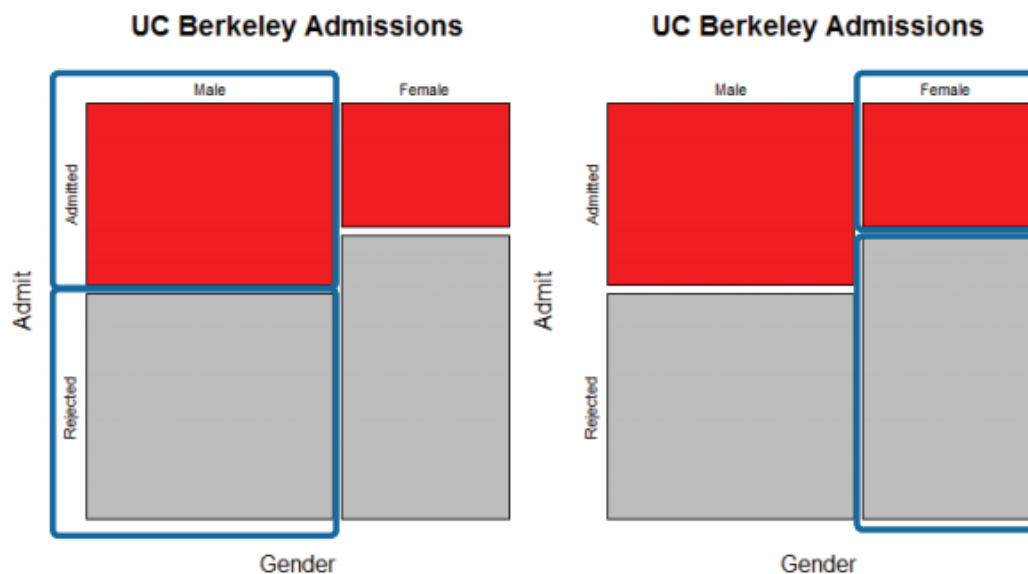 UC Berkeley Admissions
Male
Female
Admitted
Rejected
Admit
Gender
UC Berkeley Admissions
Male
Female
Admitted
Rejected
Admit
Gender